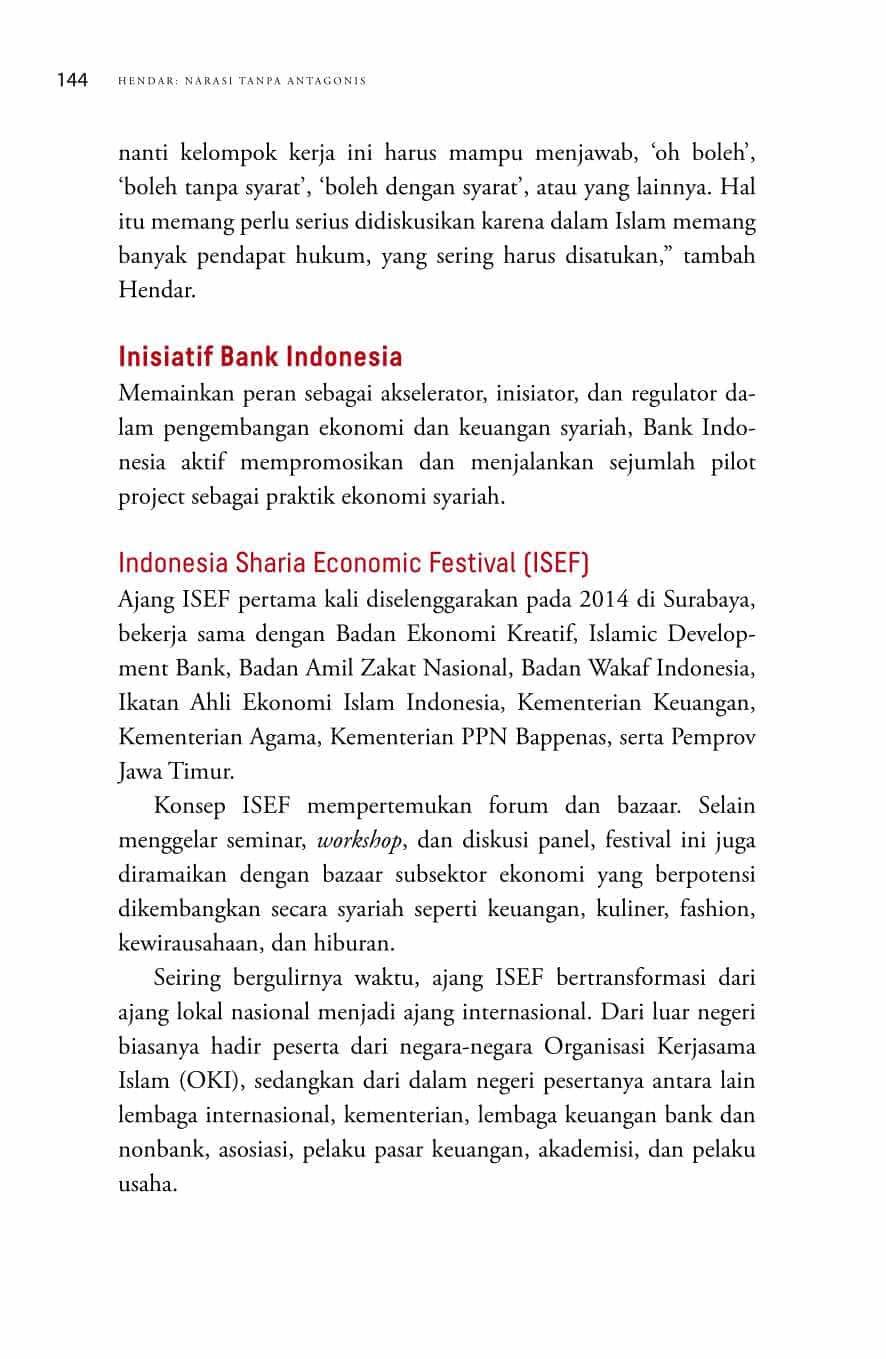 144 HENDAR: NARASI TANPA ANTAGONIS
nanti kelompok kerja ini harus mampu menjawab, ‘oh boleh’,
‘boleh tanpa syarat’, ‘boleh dengan syarat’, atau yang lainnya. Hal
itu memang perlu serius didiskusikan karena dalam Islam memang
banyak pendapat hukum, yang sering harus disatukan,” tambah
Hendar.
Inisiatif Bank Indonesia
Memainkan peran sebagai akselerator, inisiator, dan regulator da-
lam pengembangan ekonomi dan keuangan syariah, Bank Indo-
nesia aktif mempromosikan dan menjalankan sejumlah pilot
project sebagai praktik ekonomi syariah.
Indonesia Sharia Economic Festival (ISEF)
Ajang ISEF pertama kali diselenggarakan pada 2014 di Surabaya,
bekerja sama dengan Badan Ekonomi Kreatif, Islamic Develop-
ment Bank, Badan Amil Zakat Nasional, Badan Wakaf Indonesia,
Ikatan Ahli Ekonomi Islam Indonesia, Kementerian Keuangan,
Kementerian Agama, Kementerian PPN Bappenas, serta Pemprov
Jawa Timur.
Konsep ISEF mempertemukan forum dan bazaar. Selain
menggelar seminar, workshop, dan diskusi panel, festival ini juga
diramaikan dengan bazaar subsektor ekonomi yang berpotensi
dikembangkan secara syariah seperti keuangan, kuliner, fashion,
kewirausahaan, dan hiburan.
Seiring bergulirnya waktu, ajang ISEF bertransformasi dari
ajang lokal nasional menjadi ajang internasional. Dari luar negeri
biasanya hadir peserta dari negara-negara Organisasi Kerjasama
Islam (OKI), sedangkan dari dalam negeri pesertanya antara lain
lembaga internasional, kementerian, lembaga keuangan bank dan
nonbank, asosiasi, pelaku pasar keuangan, akademisi, dan pelaku
usaha.